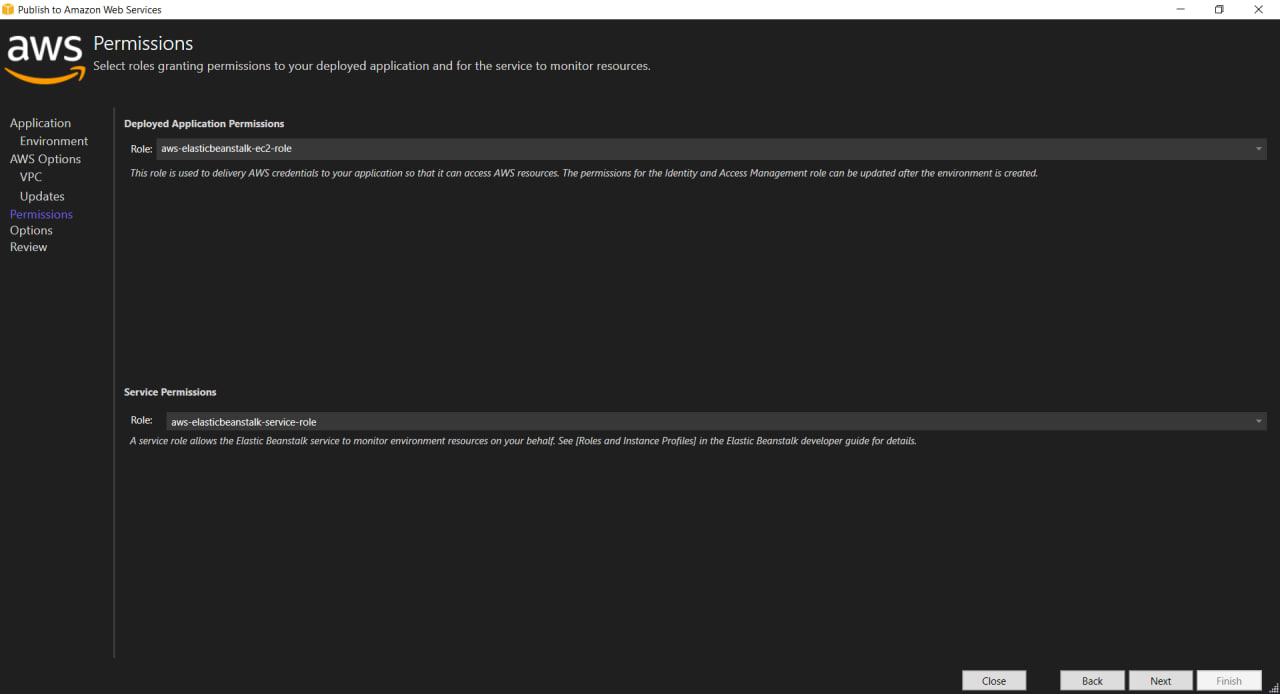 Publish to Amazon Web Services
aws
Permissions
Select roles granting permissions to your deployed application and for the service to monitor resources.
Application
Environment
AWS Options
VPC
Updates
Permissions
Options
Review
Deployed Application Permissions
Role: aws-elasticbeanstalk-ec2-role
This role is used to delivery AWS credentials to your application so that it can access AWS resources. The permissions for the Identity and Access Management role can be updated after the environment is created.
Service Permissions
Role: aws-elasticbeanstalk-service-role
A service role allows the Elastic Beanstalk service to monitor environment resources on your behalf. See [Roles and Instance Profiles] in the Elastic Beanstalk developer guide for details.
Close Back Next Finish